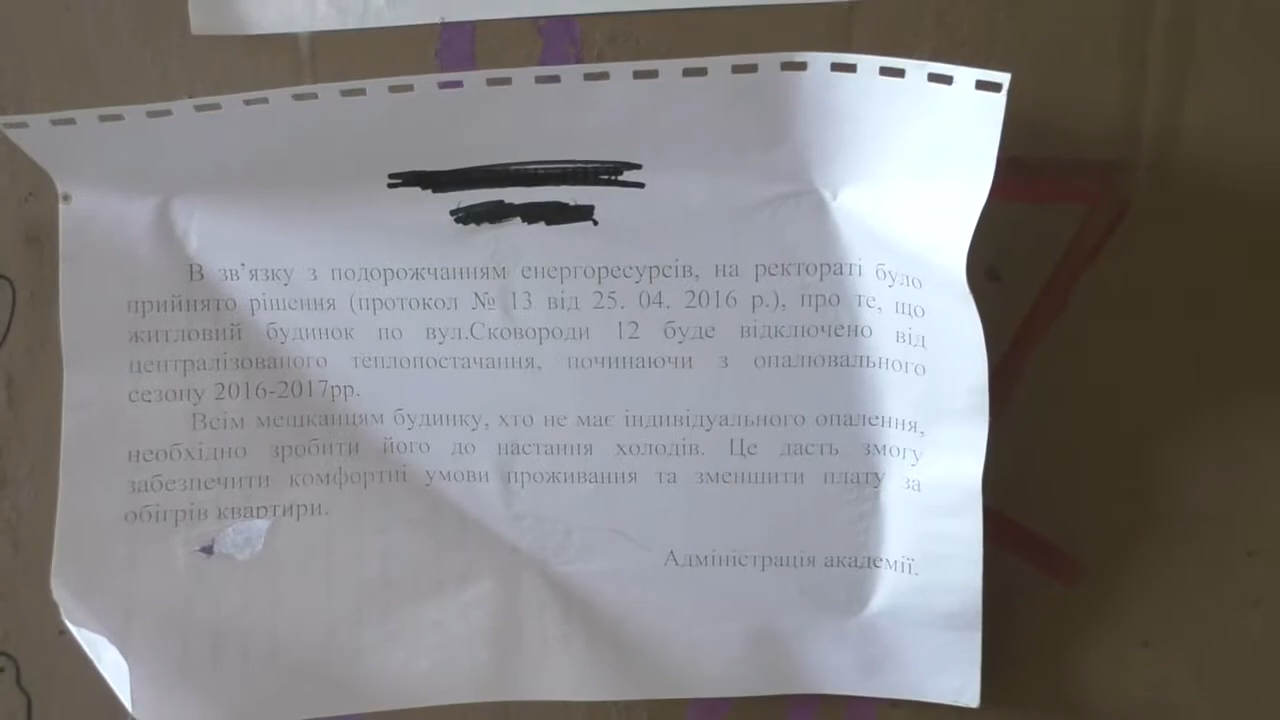 В зв’язку з подорожчанням енергоресурсів, на ректораті було
прийнято рішення (протокол № 13 від 25. 04. 2016 р.), про те, що
житловий будинок по вул.Сковороди 12 буде відключено від
централізованого теплопостачання, починаючи з опалювального
сезону 2016-2017рр.
Всім мешканцям будинку, хто не має індивідуального опалення,
необхідно зробити його до настання холодів. Це дасть змогу
забезпечити комфортні умови проживання та зменшити плату за
обігрів квартири.
Адміністрація академії.